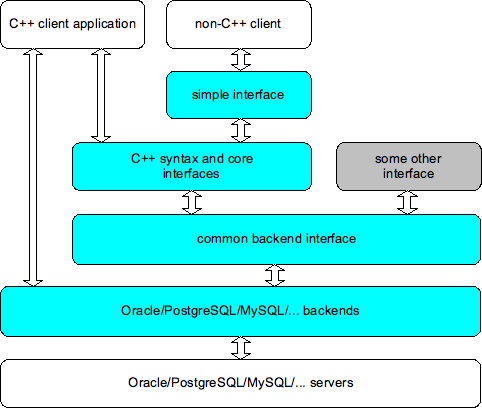 C++ client application
non-C++ client
simple interface
C++ syntax and core
interfaces
some other
interface
common backend interface
Oracle/PostgreSQL/MySQL/... backends
Oracle/PostgreSQL/MySQL/... servers